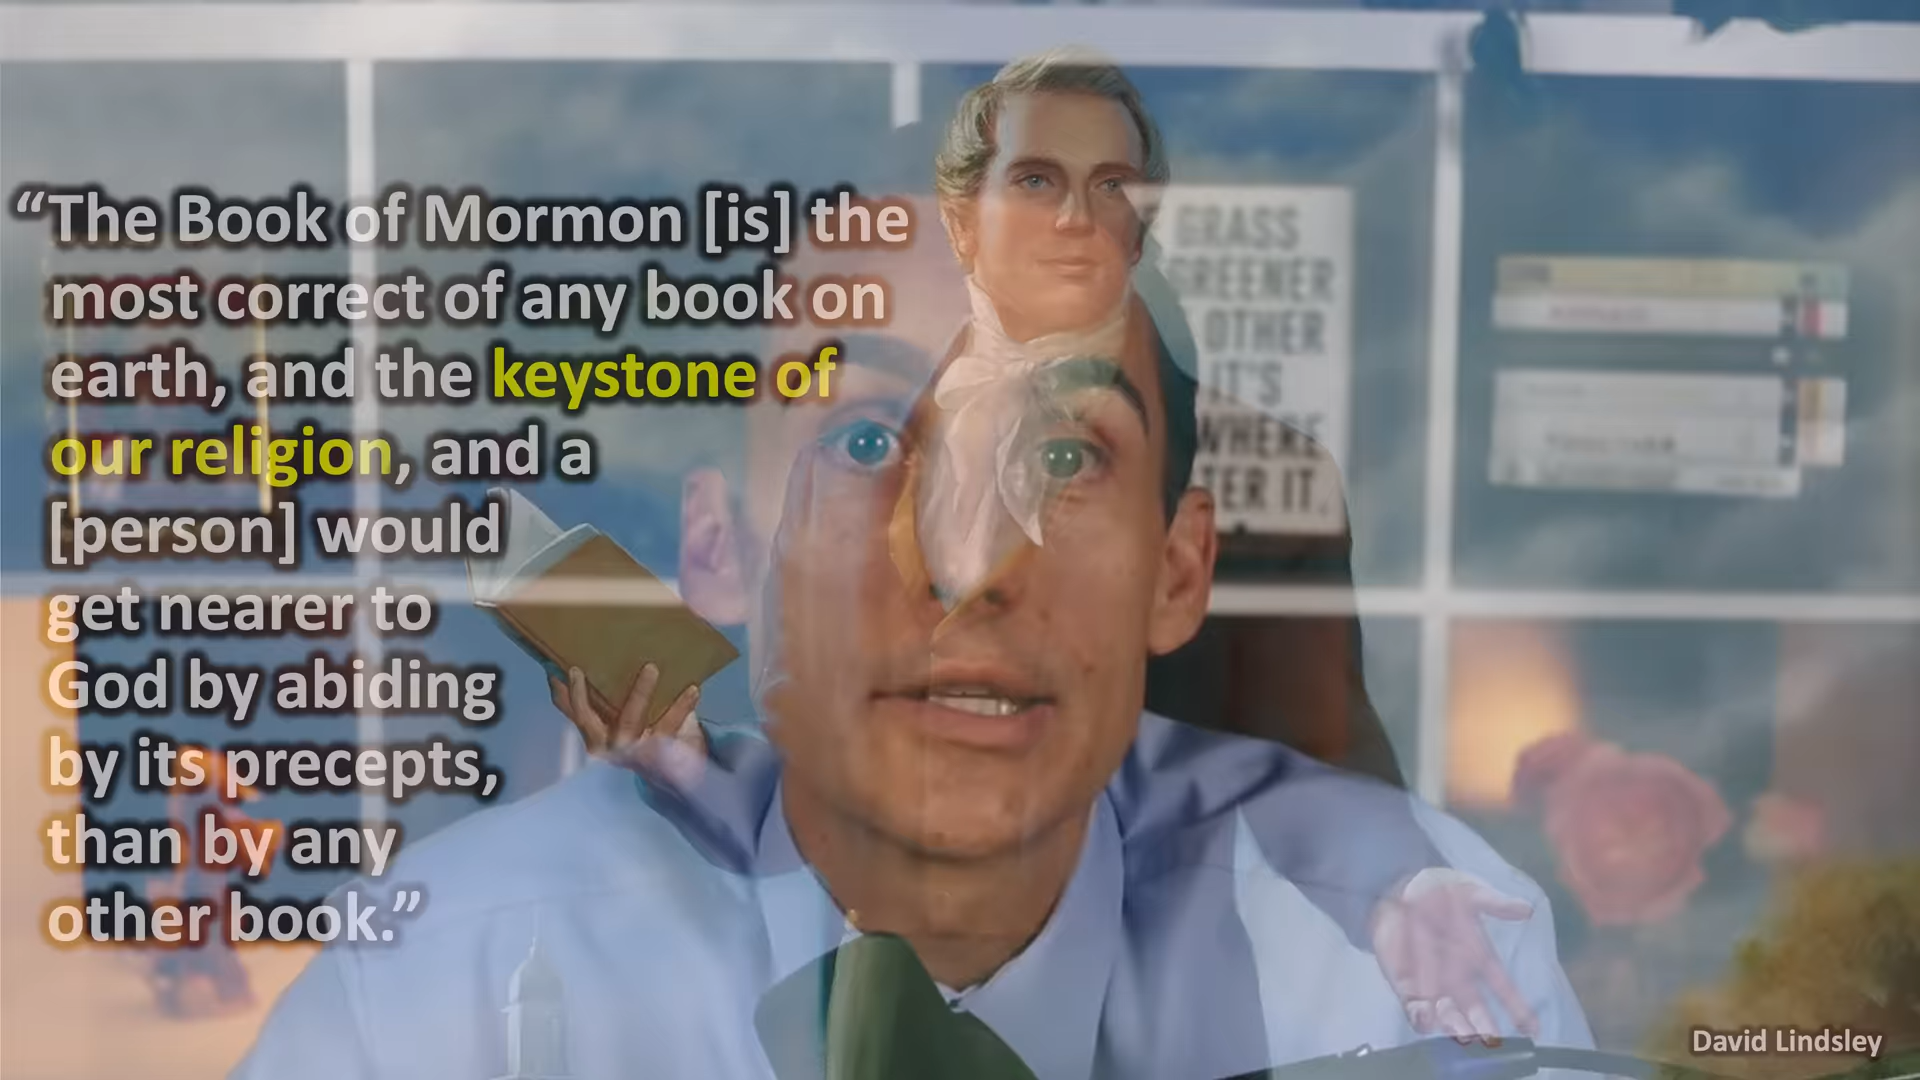 “The Book of Mormon [is] the
most correct of any book on
earth, and the keystone of
our religion, and a
[person] would
get nearer to
God by abiding
by its precepts,
than by any
other book.”
GRASS
GREENER
OTHER
IT'S
WHERE
TER IT.
David Lindsley